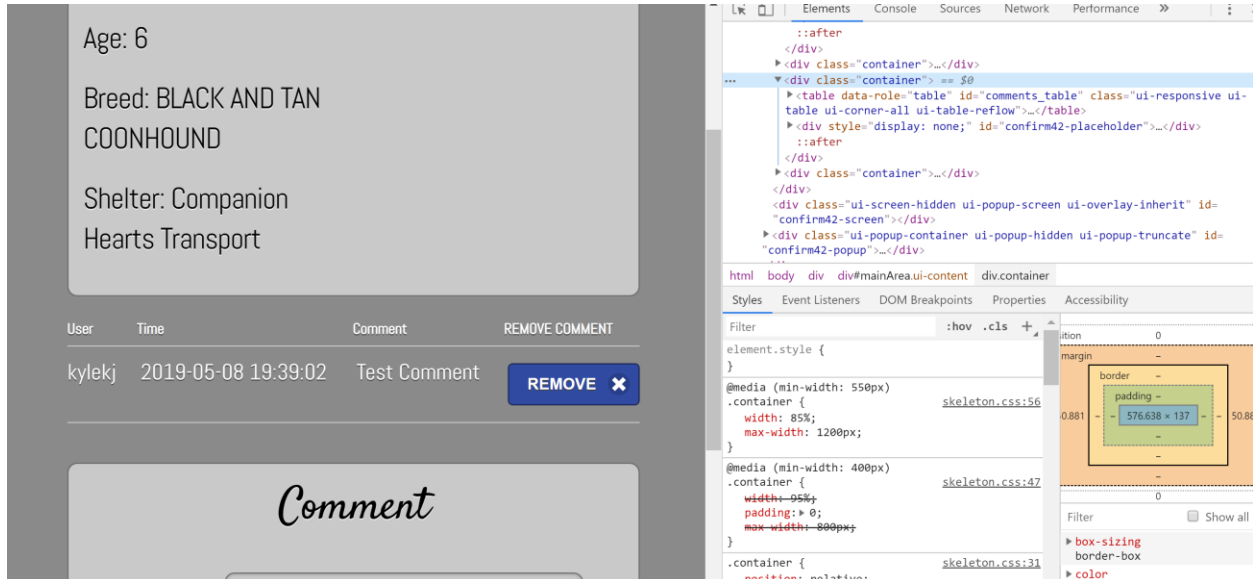 Age: 6
Breed: BLACK AND TAN
COONHOUND
Shelter: Companion
Hearts Transport
User Time Comment REMOVE COMMENT
kylekj 2019-05-08 19:39:02 Test Comment REMOVE
Comment
Elements Console Sources Network Performance »
::after
</div>
<div class="container">…</div>
… <div class="container"> == $0
<table data-role="table" id="comments_table" class="ui-responsive ui-
table ui-corner-all ui-table-reflow">…</table>
<div style="display: none;" id="confirm42-placeholder">…</div>
::after
</div>
<div class="container">…</div>
</div>
<div class="ui-screen-hidden ui-popup-screen ui-overlay-inherit" id=
"confirm42-screen"></div>
<div class="ui-popup-container ui-popup-hidden ui-popup-truncate" id=
"confirm42-popup">…</div>
html body div div#mainArea.ui-content div.container
Styles Event Listeners DOM Breakpoints Properties Accessibility
Filter :hov .cls +
element.style {
}
@media (min-width: 550px)
.container { skeleton.css:56
width: 85%;
max-width: 1200px;
}
@media (min-width: 400px)
.container { skeleton.css:47
width: 95%;
padding: 0;
max-width: 800px;
}
.container { skeleton.css:31
position: relative;
ition 0
margin –
border –
padding –
0.881 – – 576.638 × 137 – – 50.88
–
–
–
0
Filter Show all
box-sizing
border-box
color